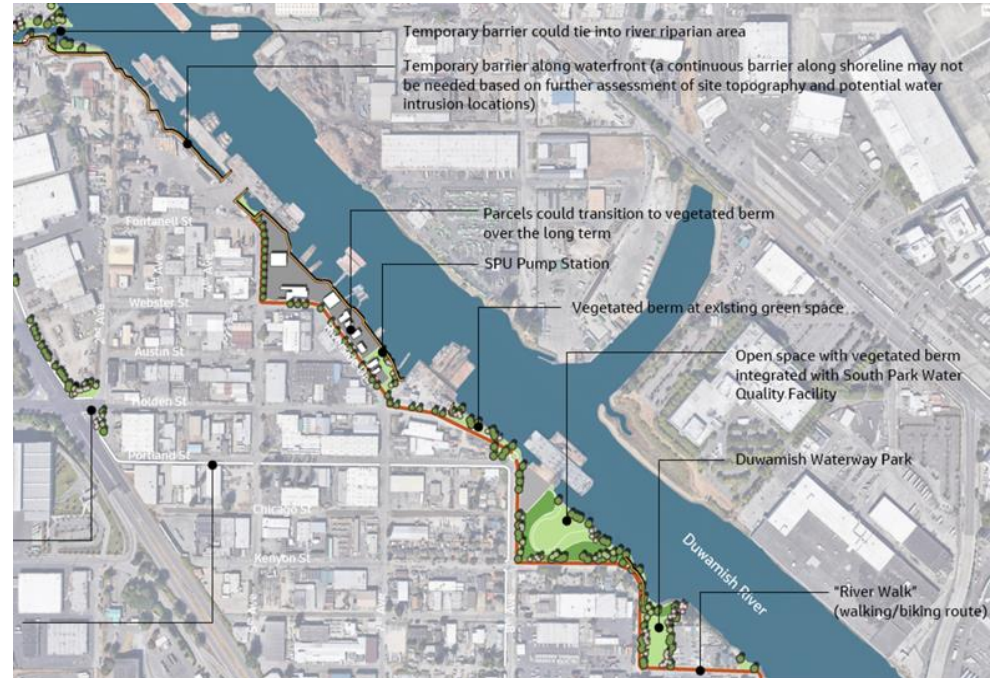 Temporary barrier could tie into river riparian area
Temporary barrier along waterfront (a continuous barrier along shoreline may not
be needed based on further assessment of site topography and potential water
intrusion locations)
Parcels could transition to vegetated berm
over the long term
Fontanell St
SPU Pump Station
Webster St
Vegetated berm at existing green space
Austin St
Open space with vegetated berm
integrated with South Park Water
Quality Facility
Holden St
Portland St
Duwamish Waterway Park
Chicago St
Kenyon St
Duwamish River
"River Walk"
(walking/biking route)